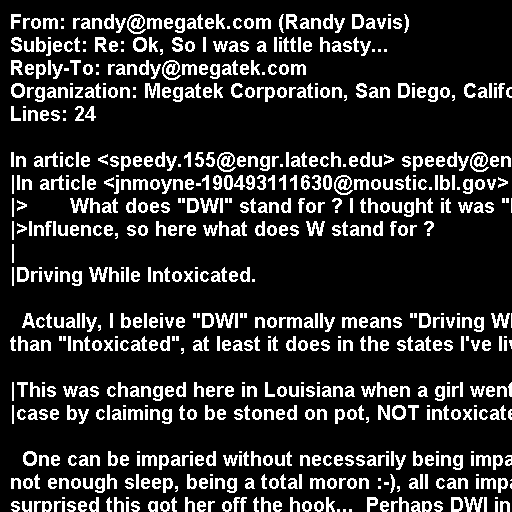 From: randy@megatek.com (Randy Davis)
Subject: Re: Ok, So I was a little hasty...
Reply-To: randy@megatek.com
Organization: Megatek Corporation, San Diego, Califo
Lines: 24

In article <speedy.155@engr.latech.edu> speedy@en
|In article <jnmoyne-190493111630@moustic.lbl.gov>
|>       What does "DWI" stand for ? I thought it was "
|>Influence, so here what does W stand for ?
|
|Driving While Intoxicated.

  Actually, I beleive "DWI" normally means "Driving W
than "Intoxicated", at least it does in the states I've li

|This was changed here in Louisiana when a girl went
|case by claiming to be stoned on pot, NOT intoxicate

  One can be imparied without necessarily being impa
not enough sleep, being a total moron :-), all can impa
surprised this got her off the hook...  Perhaps DWI in